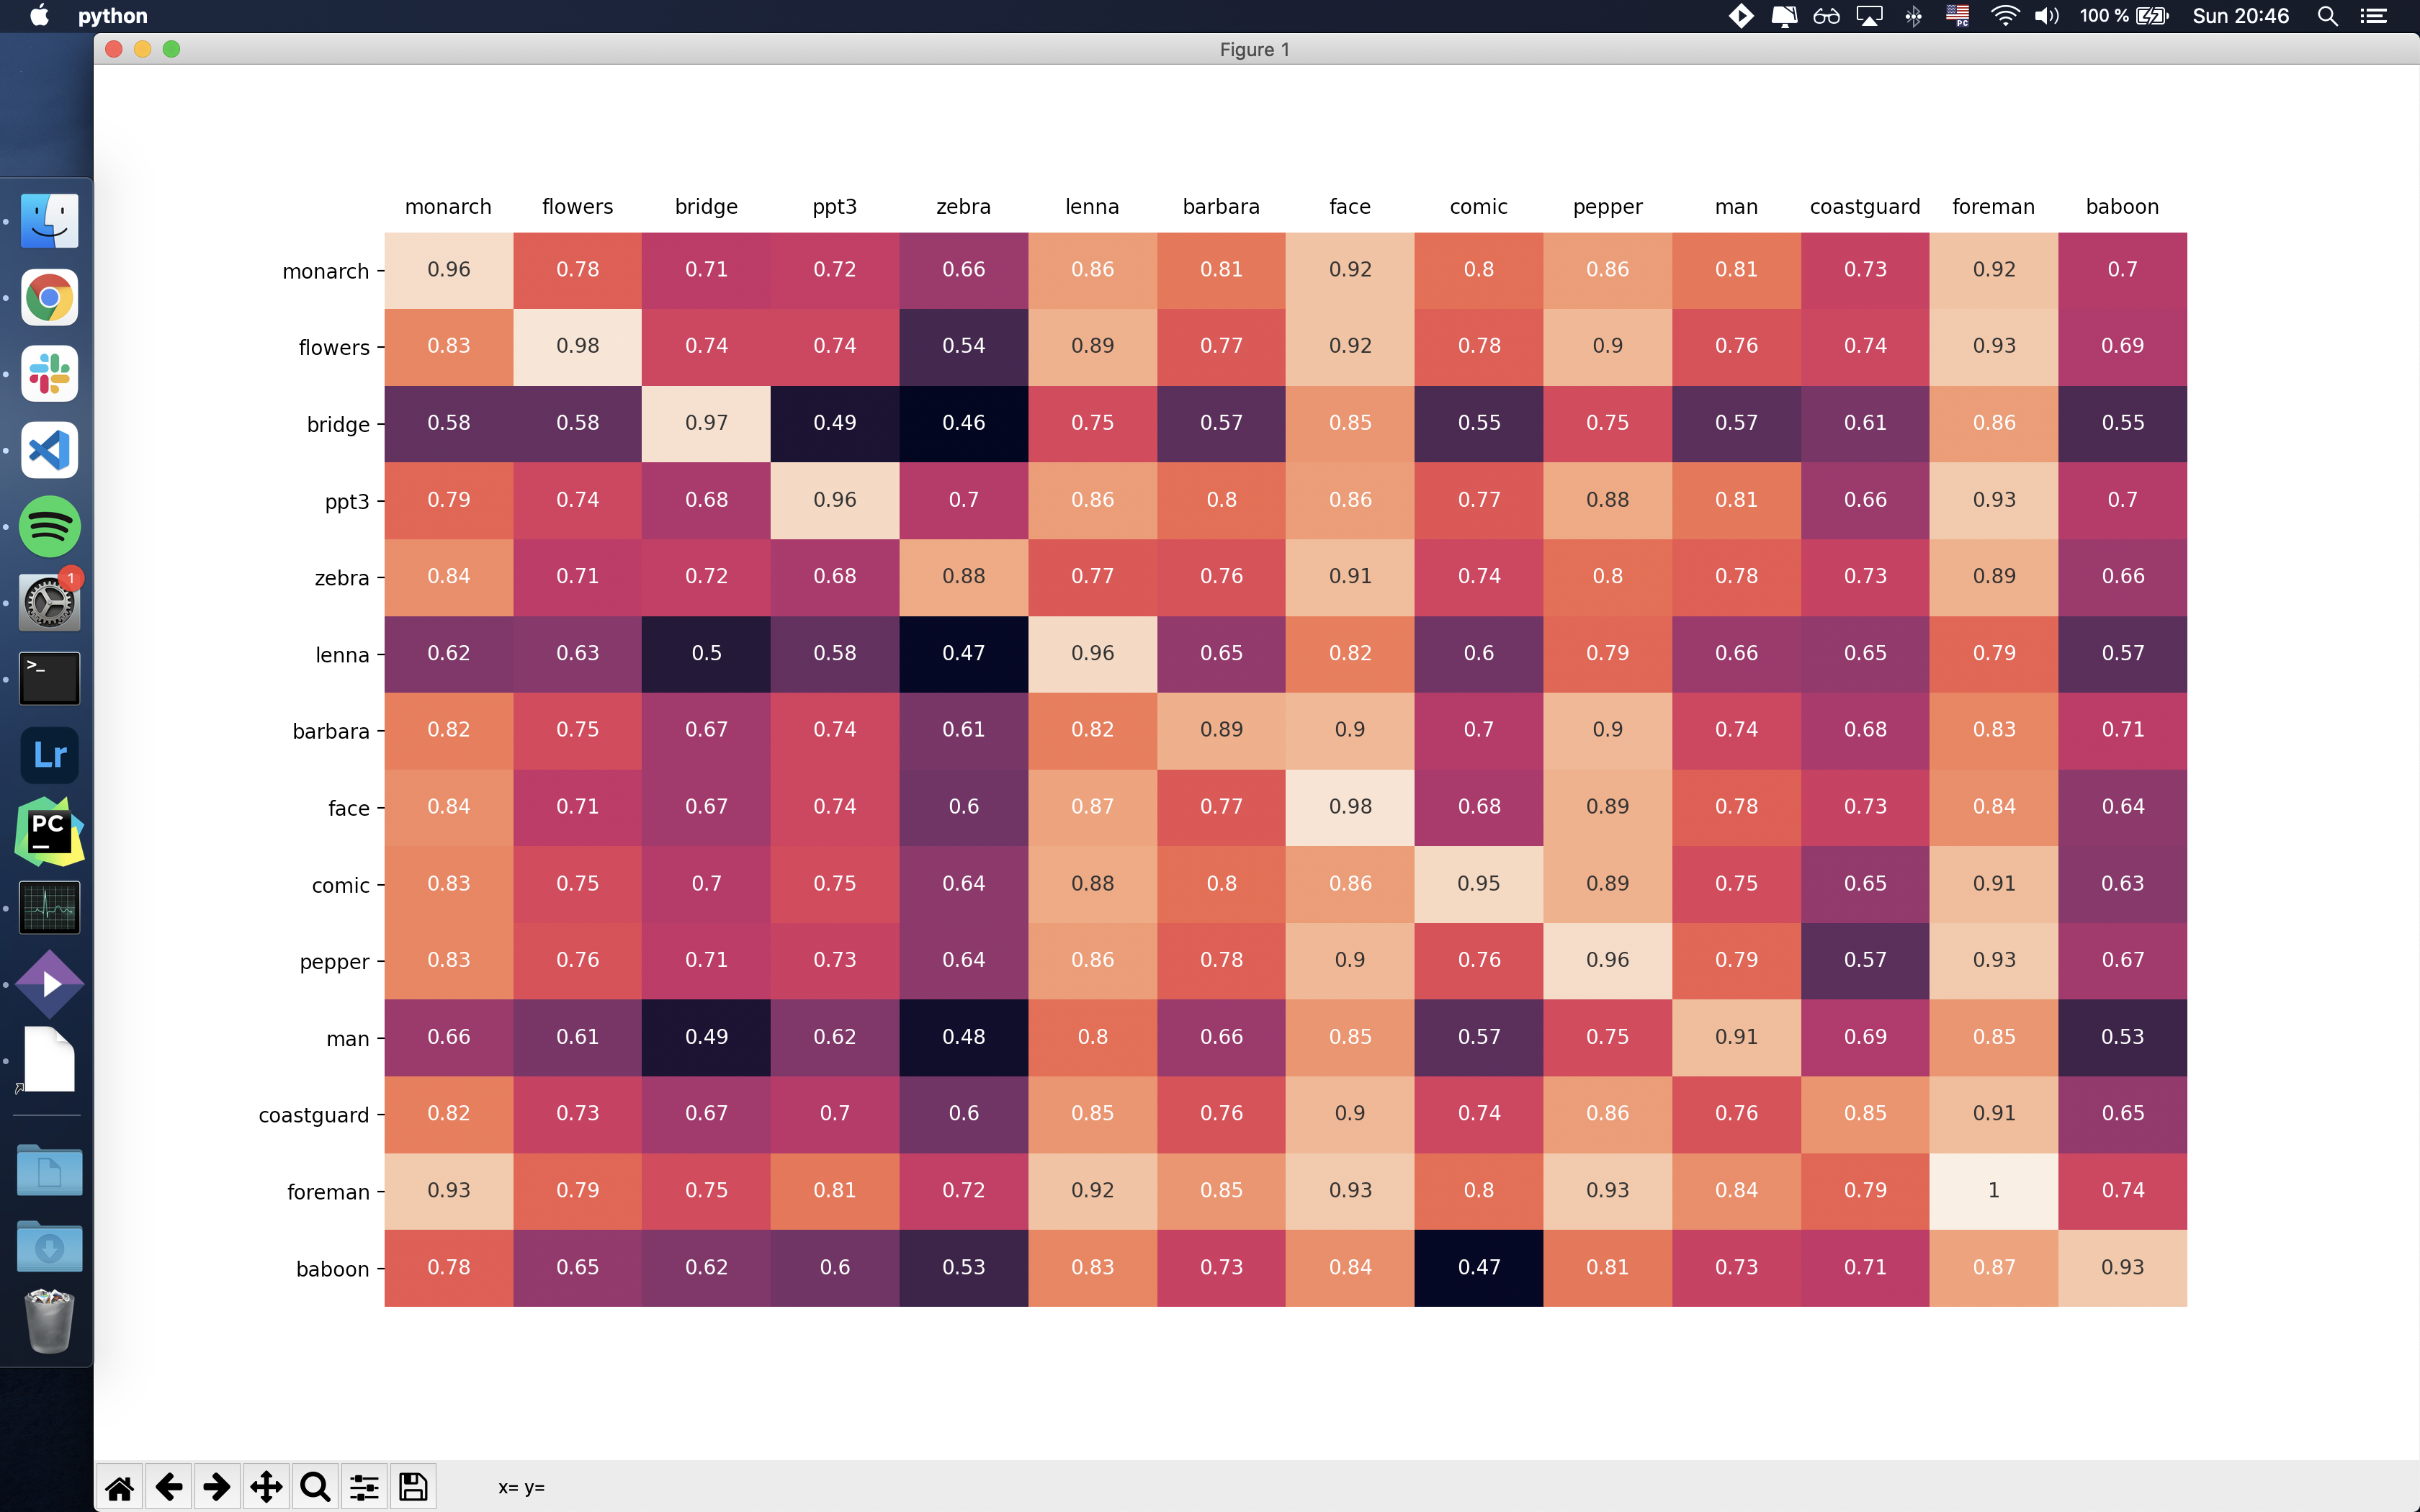 python 100 % Sun 20:46
Figure 1
monarch flowers bridge ppt3 zebra lenna barbara face comic pepper man coastguard foreman baboon
monarch 0.96 0.78 0.71 0.72 0.66 0.86 0.81 0.92 0.8 0.86 0.81 0.73 0.92 0.7
flowers 0.83 0.98 0.74 0.74 0.54 0.89 0.77 0.92 0.78 0.9 0.76 0.74 0.93 0.69
bridge 0.58 0.58 0.97 0.49 0.46 0.75 0.57 0.85 0.55 0.75 0.57 0.61 0.86 0.55
ppt3 0.79 0.74 0.68 0.96 0.7 0.86 0.8 0.86 0.77 0.88 0.81 0.66 0.93 0.7
zebra 0.84 0.71 0.72 0.68 0.88 0.77 0.76 0.91 0.74 0.8 0.78 0.73 0.89 0.66
lenna 0.62 0.63 0.5 0.58 0.47 0.96 0.65 0.82 0.6 0.79 0.66 0.65 0.79 0.57
barbara 0.82 0.75 0.67 0.74 0.61 0.82 0.89 0.9 0.7 0.9 0.74 0.68 0.83 0.71
face 0.84 0.71 0.67 0.74 0.6 0.87 0.77 0.98 0.68 0.89 0.78 0.73 0.84 0.64
comic 0.83 0.75 0.7 0.75 0.64 0.88 0.8 0.86 0.95 0.89 0.75 0.65 0.91 0.63
pepper 0.83 0.76 0.71 0.73 0.64 0.86 0.78 0.9 0.76 0.96 0.79 0.57 0.93 0.67
man 0.66 0.61 0.49 0.62 0.48 0.8 0.66 0.85 0.57 0.75 0.91 0.69 0.85 0.53
coastguard 0.82 0.73 0.67 0.7 0.6 0.85 0.76 0.9 0.74 0.86 0.76 0.85 0.91 0.65
foreman 0.93 0.79 0.75 0.81 0.72 0.92 0.85 0.93 0.8 0.93 0.84 0.79 1 0.74
baboon 0.78 0.65 0.62 0.6 0.53 0.83 0.73 0.84 0.47 0.81 0.73 0.71 0.87 0.93
x= y=
PC
1
>_
Lr
PC